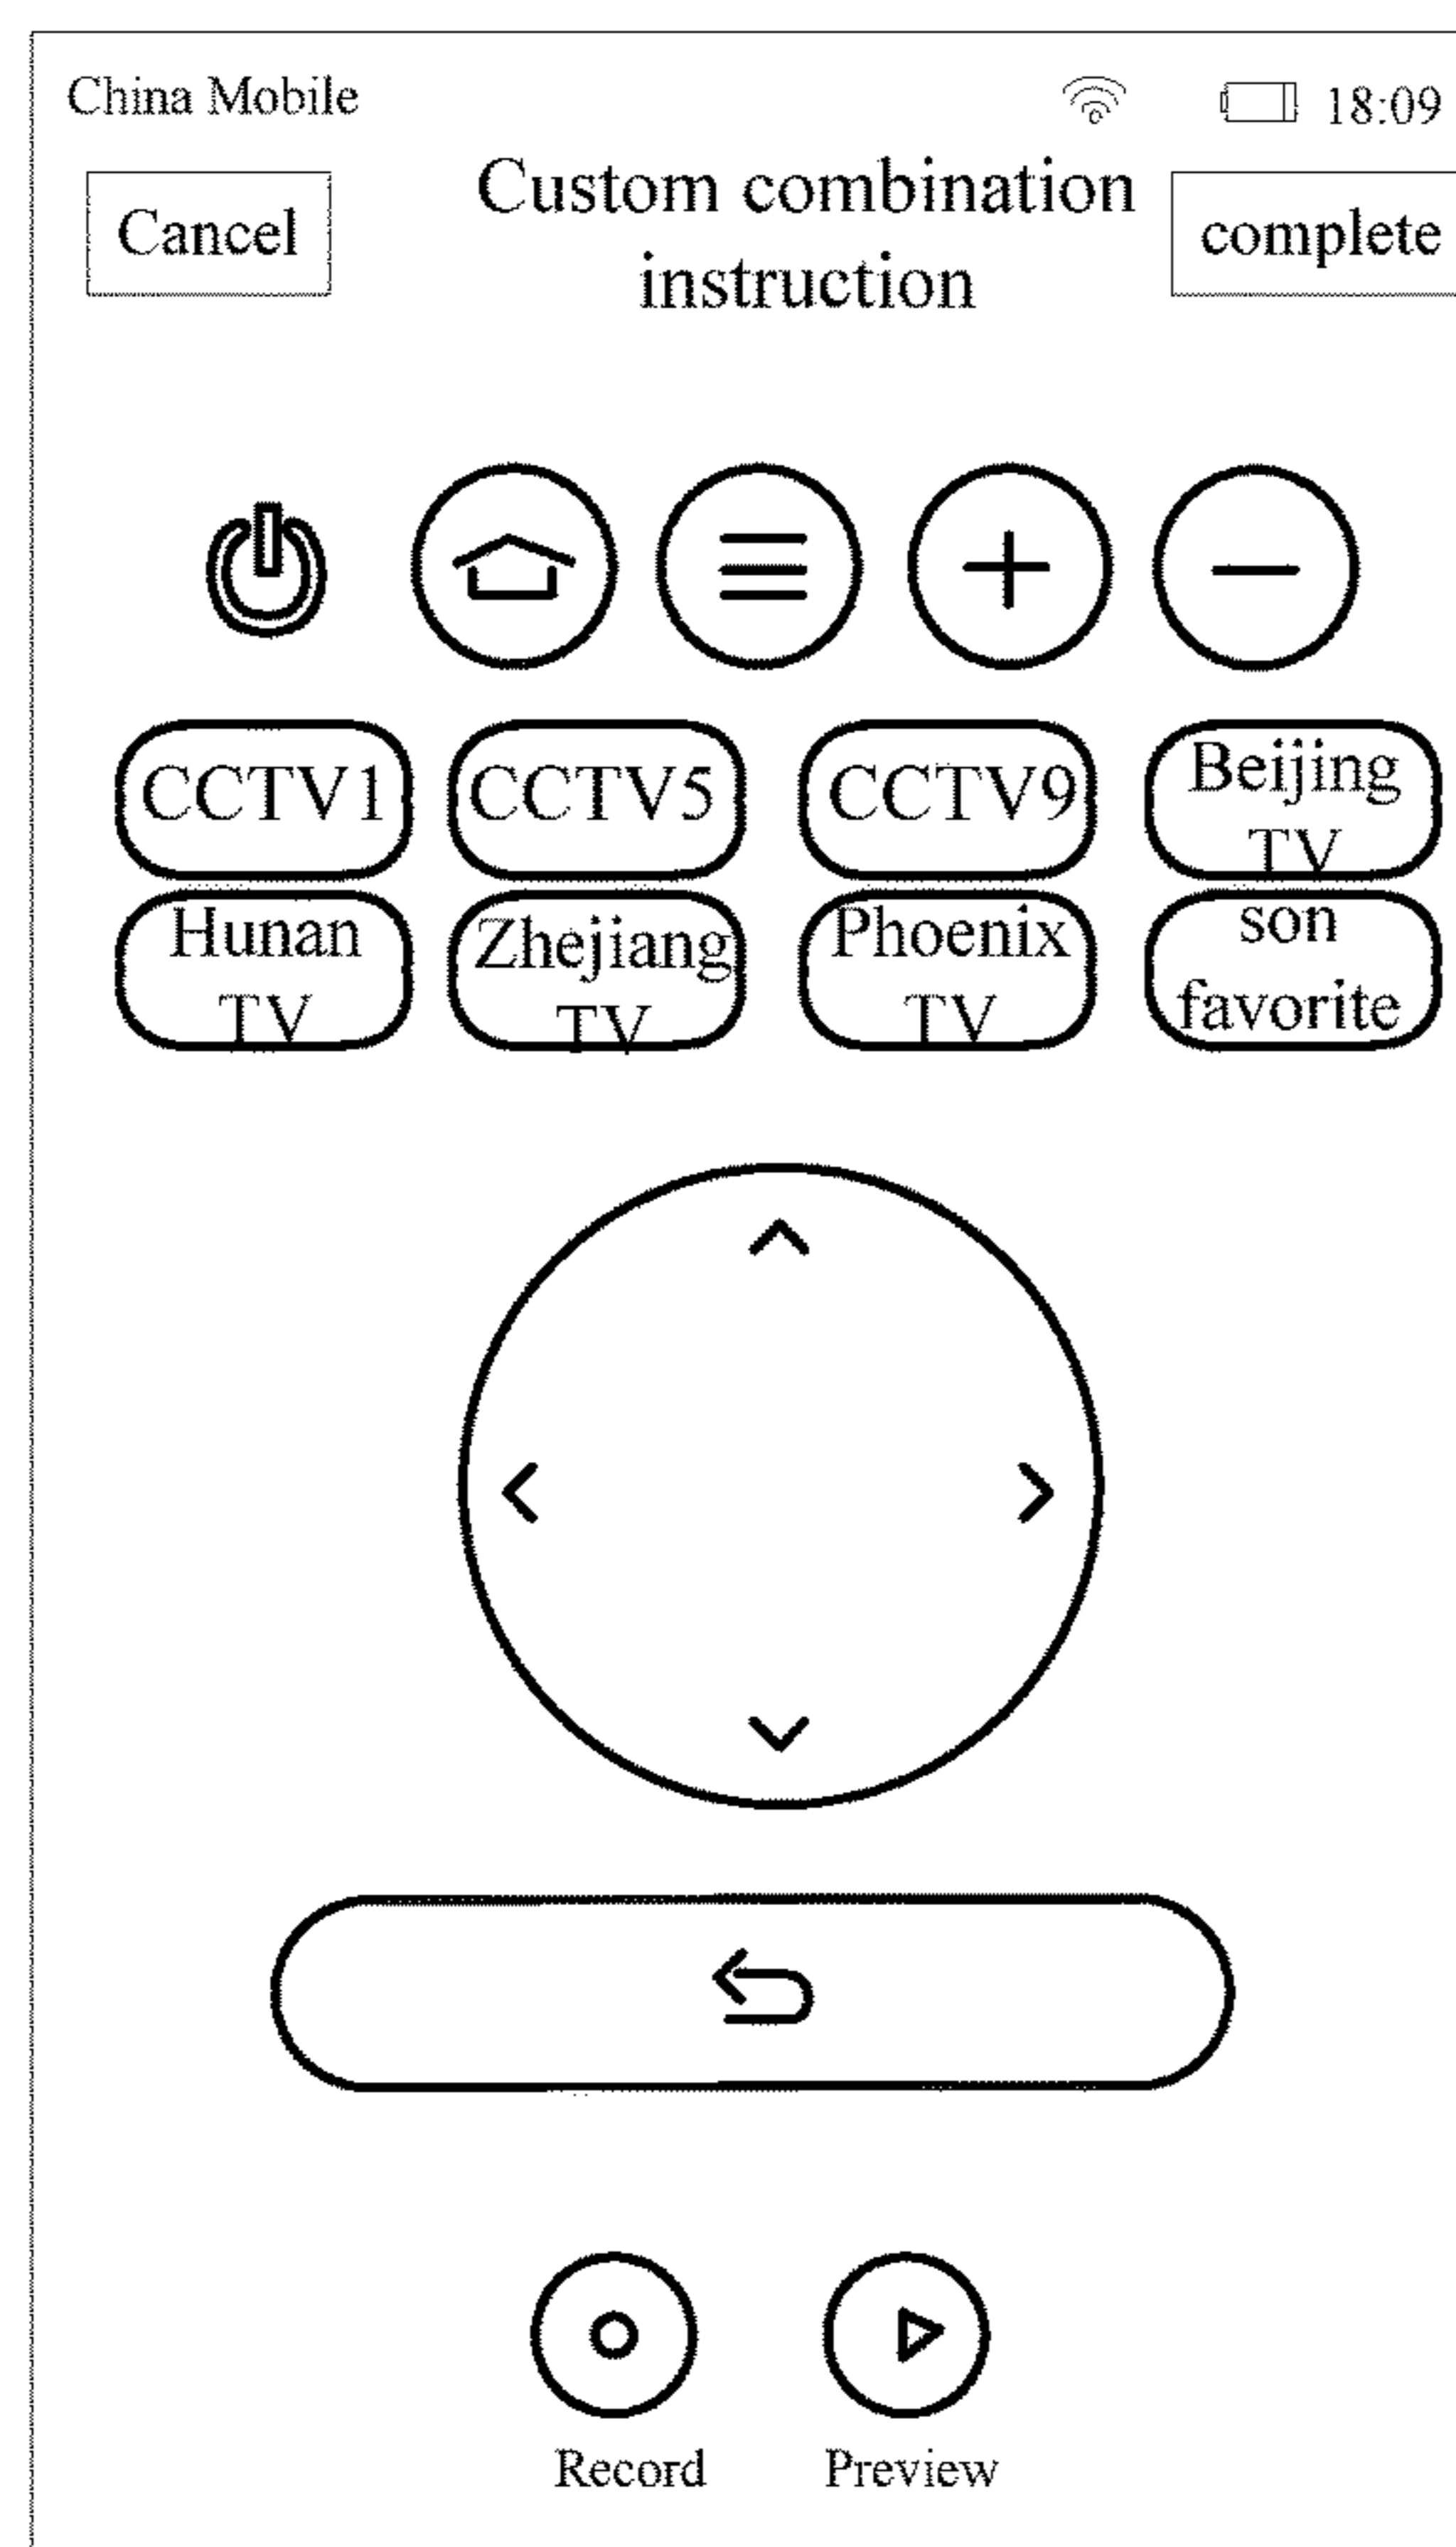 China Mobile 18:09
Cancel
Custom combination
instruction
complete
CCTV1
CCTV5
CCTV9
Beijing
TV
Hunan
TV
Zhejiang
TV
Phoenix
TV
son
favorite
Record
Preview